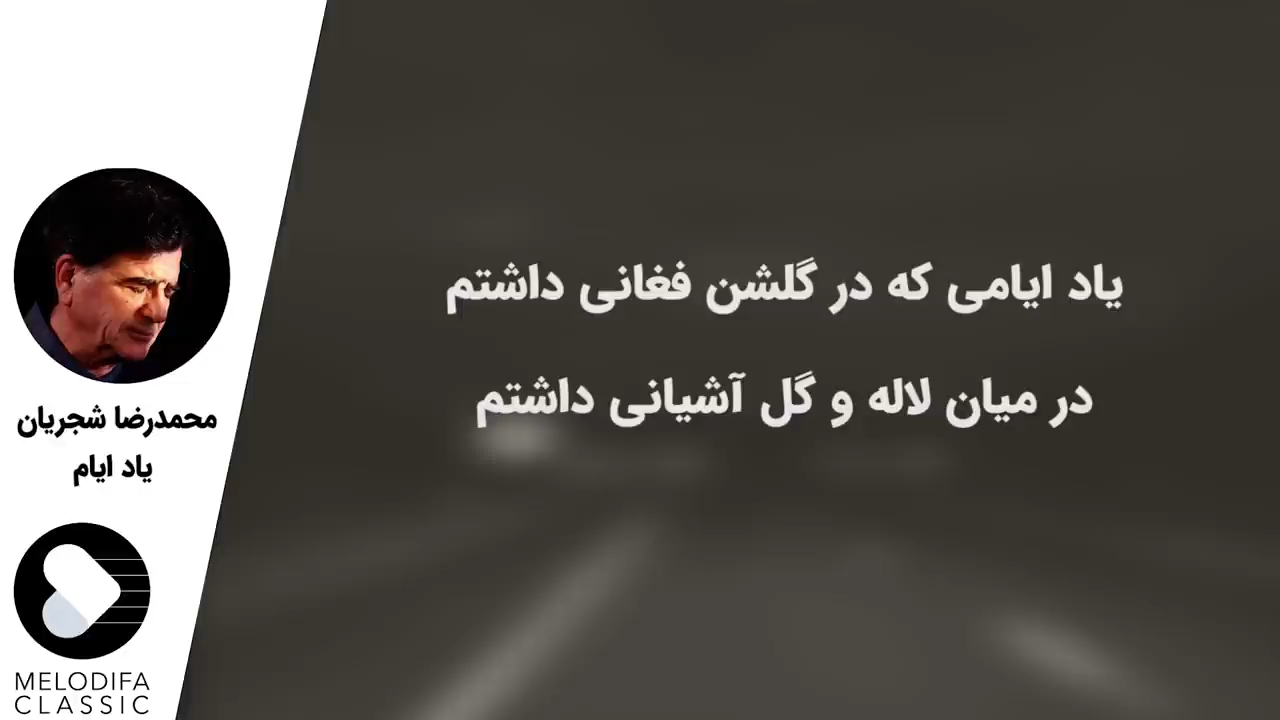 یاد ایامی که در گلشن فغانی داشتم
در میان لاله و گل آشیانی داشتم
محمدرضا شجریان
یاد ایام
MELODIFA
CLASSIC